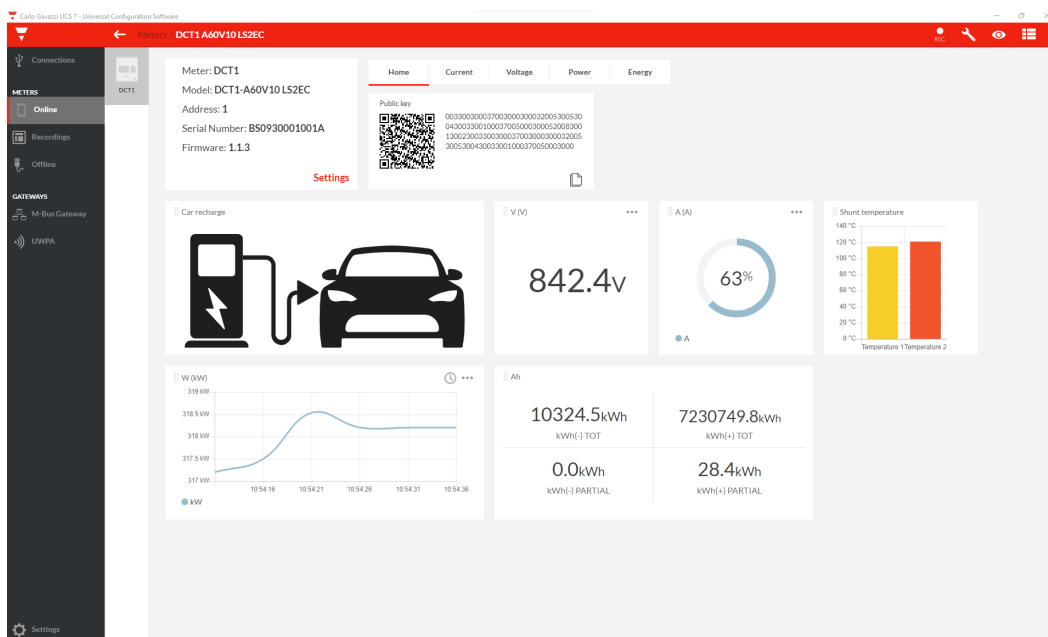 Carlo Gavazzi UCS 7 - Universal Configuration Software
Meters / DCT1 A60V10 LS2EC
REC
Connections
METERS
Online
Recordings
Offline
GATEWAYS
M-Bus Gateway
UWPA
Settings
DCT1
Meter: DCT1
Model: DCT1-A60V10 LS2EC
Address: 1
Serial Number: BS0930001001A
Firmware: 1.1.3
Settings
Home Current Voltage Power Energy
Public key
003300300037003000300032005300530
04003300100037005000300052008300
130023003300300037003000300032005
3005300430033001000370050003000
Car recharge
V (V)
842.4V
A (A)
63%
A
Shunt temperature
140 °C
120 °C
100 °C
80 °C
60 °C
40 °C
20 °C
0 °C
Temperature 1 Temperature 2
W (kW)
319 kW
318.5 kW
318 kW
317.5 kW
317 kW
10:54:16 10:54:21 10:54:26 10:54:31 10:54:36
kW
Ah
10324.5kWh
kWh(-) TOT
7230749.8kWh
kWh(+) TOT
0.0kWh
kWh(-) PARTIAL
28.4kWh
kWh(+) PARTIAL